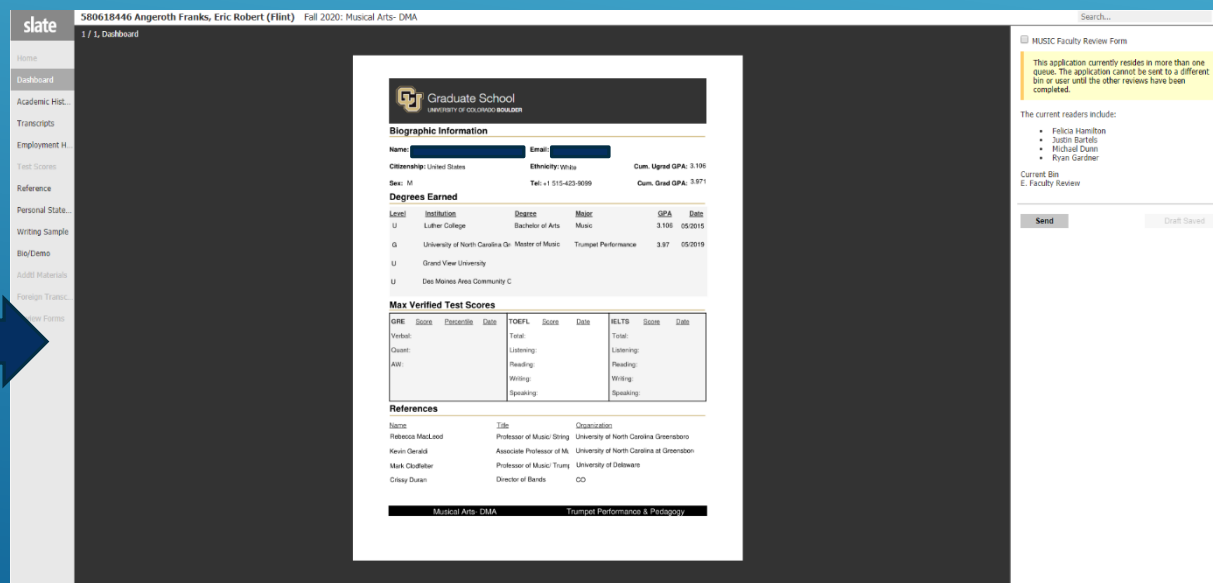 slate
580618446 Angeroth Franks, Eric Robert (Flint) Fall 2020: Musical Arts- DMA
Search...
1 / 1, Dashboard
Home
Dashboard
Academic Hist...
Transcripts
Employment H...
Test Scores
Reference
Personal State...
Writing Sample
Bio/Demo
Addtl Materials
Foreign Transc...
Forms
CU Graduate School
UNIVERSITY OF COLORADO BOULDER
Biographic Information
Name: Email:
Citizenship: United States Ethnicity: White Cum. Ugrad GPA: 3.106
Sex: M Tel: +1 515-423-9099 Cum. Grad GPA: 3.971
Degrees Earned
Level Institution Degree Major GPA Date
U Luther College Bachelor of Arts Music 3.106 05/2015
G University of North Carolina Gr Master of Music Trumpet Performance 3.97 05/2019
U Grand View University
U Des Moines Area Community C
Max Verified Test Scores
GRE Score Percentile Date TOEFL Score Date IELTS Score Date
Verbal: Total: Total:
Quant: Listening: Listening:
AW: Reading: Reading:
Writing: Writing:
Speaking: Speaking:
References
Name Title Organization
Rebecca MacLeod Professor of Music/ String University of North Carolina Greensboro
Kevin Geraldi Associate Professor of Mu University of North Carolina at Greensboro
Mark Clodfelter Professor of Music/ Trump University of Delaware
Crissy Duran Director of Bands CO
Musical Arts- DMA Trumpet Performance & Pedagogy
MUSIC Faculty Review Form
This application currently resides in more than one
queue. The application cannot be sent to a different
bin or user until the other reviews have been
completed.
The current readers include:
• Felicia Hamilton
• Justin Bartels
• Michael Dunn
• Ryan Gardner
Current Bin
E. Faculty Review
Send Draft Saved